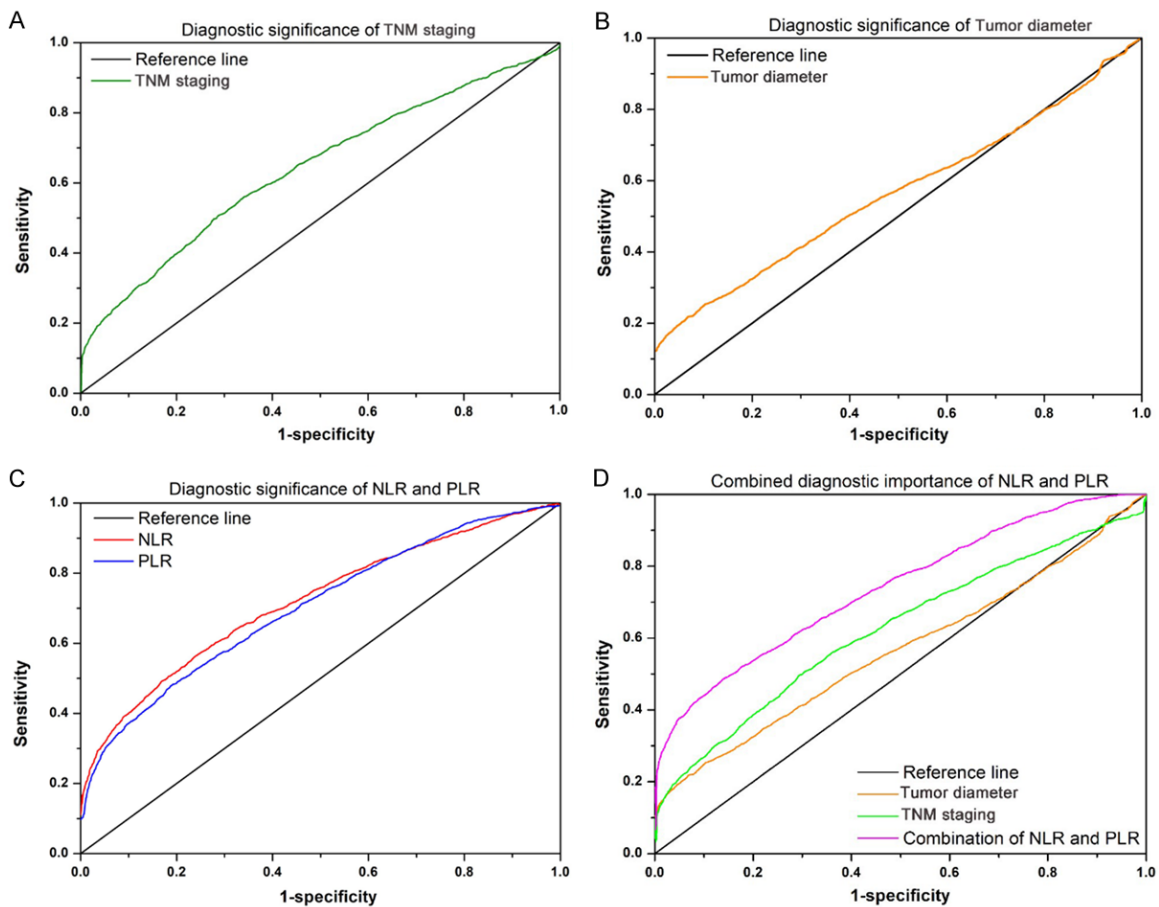 A
Diagnostic significance of TNM staging
Reference line
TNM staging
1.0
0.8
0.6
0.4
0.2
0.0
Sensitivity
0.0 0.2 0.4 0.6 0.8 1.0
1-specificity
B
Diagnostic significance of Tumor diameter
Reference line
Tumor diameter
1.0
0.8
0.6
0.4
0.2
0.0
Sensitivity
0.0 0.2 0.4 0.6 0.8 1.0
1-specificity
C
Diagnostic significance of NLR and PLR
Reference line
NLR
PLR
1.0
0.8
0.6
0.4
0.2
0.0
Sensitivity
0.0 0.2 0.4 0.6 0.8 1.0
1-specificity
D
Combined diagnostic importance of NLR and PLR
1.0
0.8
0.6
0.4
0.2
0.0
Sensitivity
Reference line
Tumor diameter
TNM staging
Combination of NLR and PLR
0.0 0.2 0.4 0.6 0.8 1.0
1-specificity